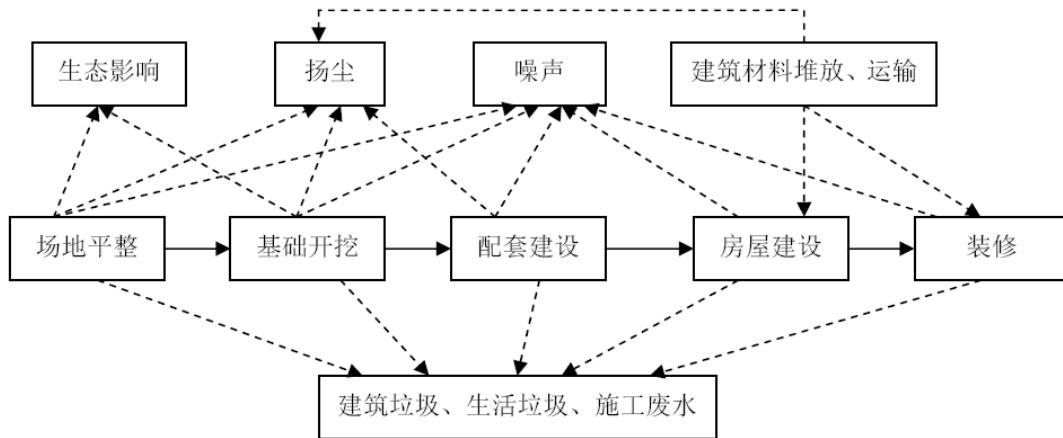 生态影响
扬尘
噪声
建筑材料堆放、运输
场地平整
基础开挖
配套建设
房屋建设
装修
建筑垃圾、生活垃圾、施工废水